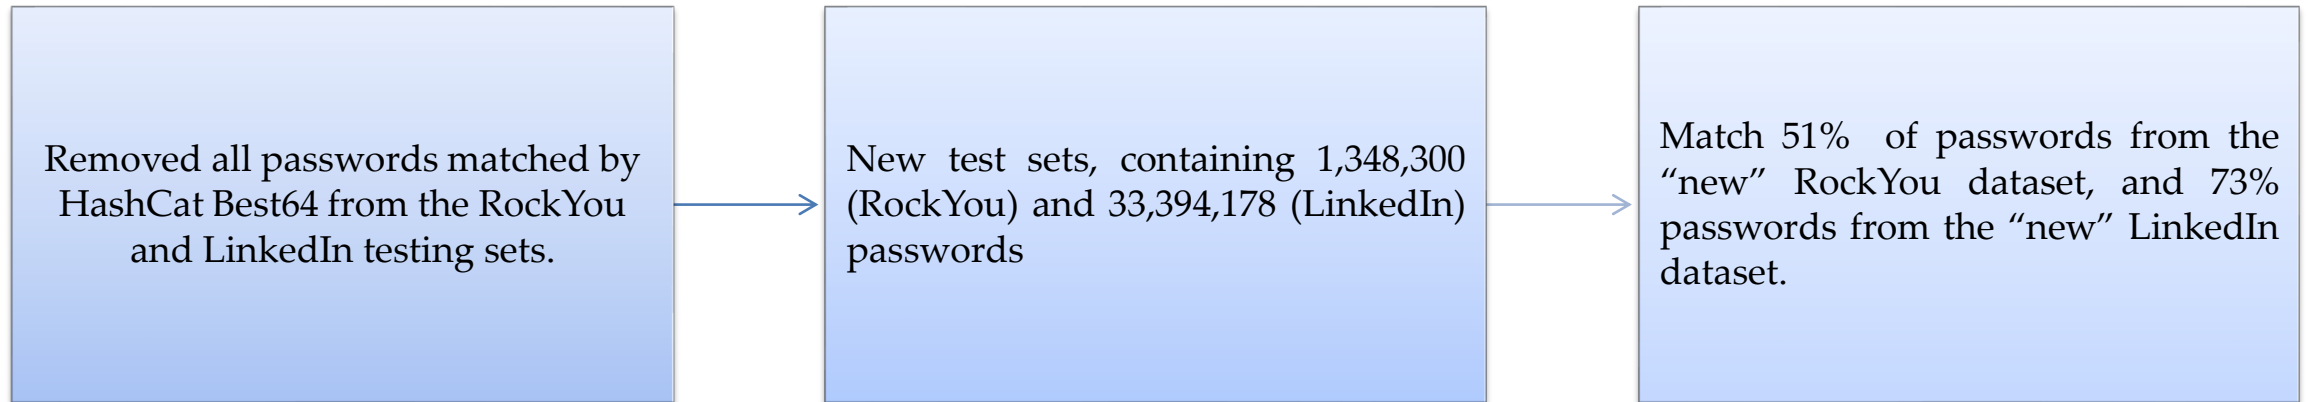 Removed all passwords matched by
HashCat Best64 from the RockYou
and LinkedIn testing sets.
New test sets, containing 1,348,300
(RockYou) and 33,394,178 (LinkedIn)
passwords
Match 51% of passwords from the
“new” RockYou dataset, and 73%
passwords from the “new” LinkedIn
dataset.